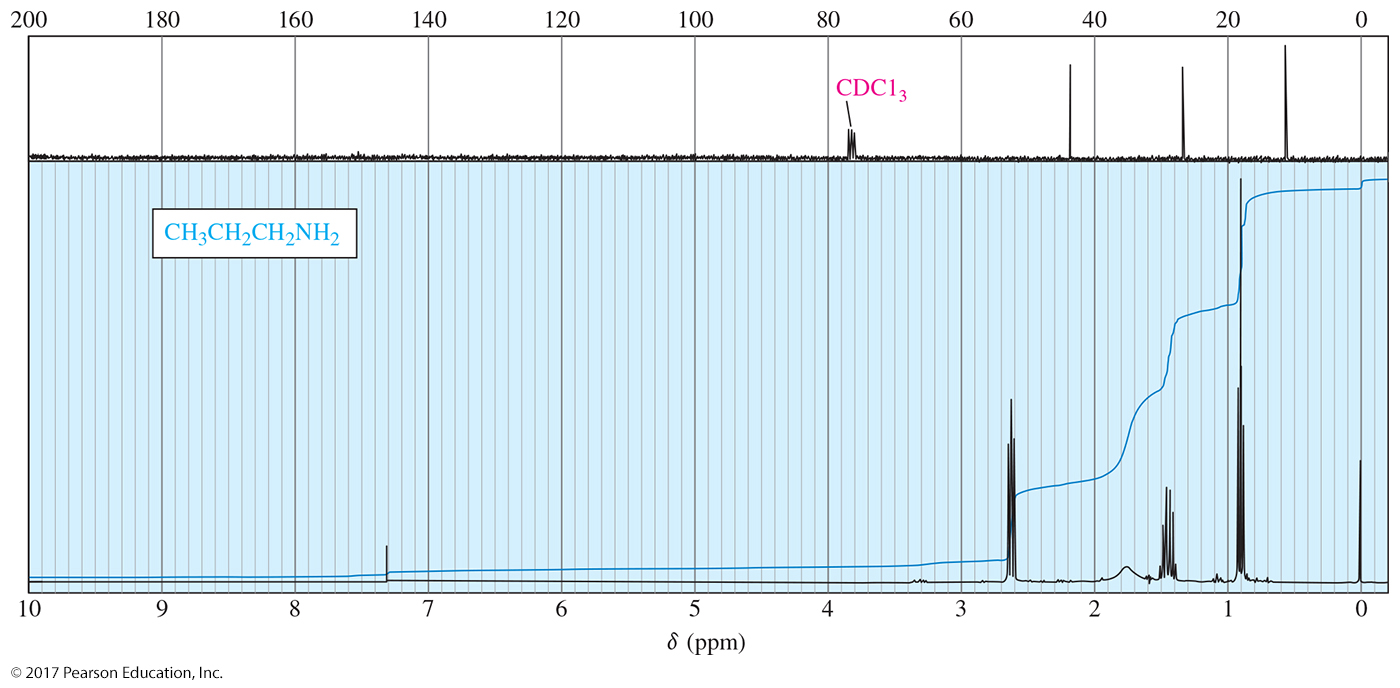 200 180 160 140 120 100 80 60 40 20 0
CDCl₃
CH₃CH₂CH₂NH₂
10 9 8 7 6 5 4 3 2 1 0
δ (ppm)
© 2017 Pearson Education, Inc.